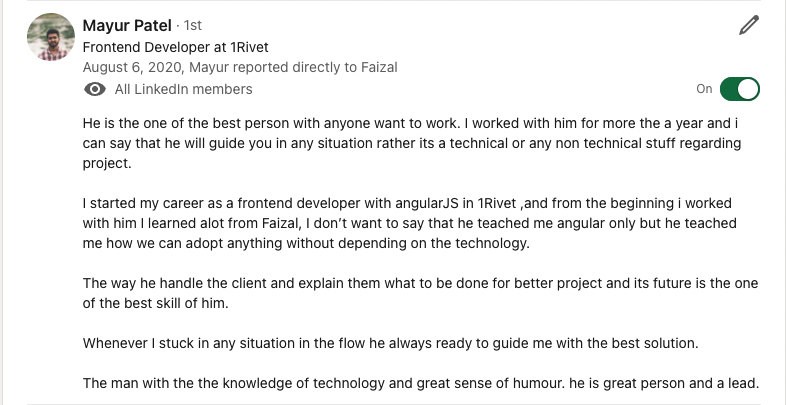 Mayur Patel · 1st
Frontend Developer at 1Rivet
August 6, 2020, Mayur reported directly to Faizal
All LinkedIn members
On
He is the one of the best person with anyone want to work. I worked with him for more the a year and i
can say that he will guide you in any situation rather its a technical or any non technical stuff regarding
project.
I started my career as a frontend developer with angularJS in 1Rivet ,and from the beginning i worked
with him I learned alot from Faizal, I don’t want to say that he teached me angular only but he teached
me how we can adopt anything without depending on the technology.
The way he handle the client and explain them what to be done for better project and its future is the one
of the best skill of him.
Whenever I stuck in any situation in the flow he always ready to guide me with the best solution.
The man with the the knowledge of technology and great sense of humour. he is great person and a lead.